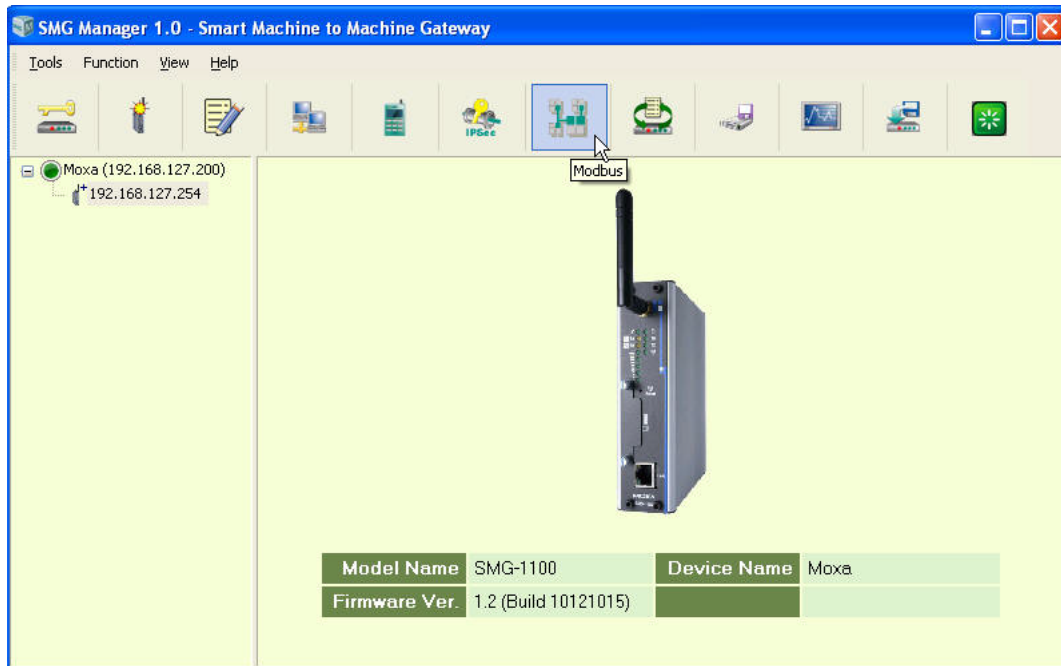 SMG Manager 1.0 - Smart Machine to Machine Gateway
Tools Function View Help
IPSec
Modbus
Moxa (192.168.127.200)
192.168.127.254
Model Name SMG-1100 Device Name Moxa
Firmware Ver. 1.2 (Build 10121015)